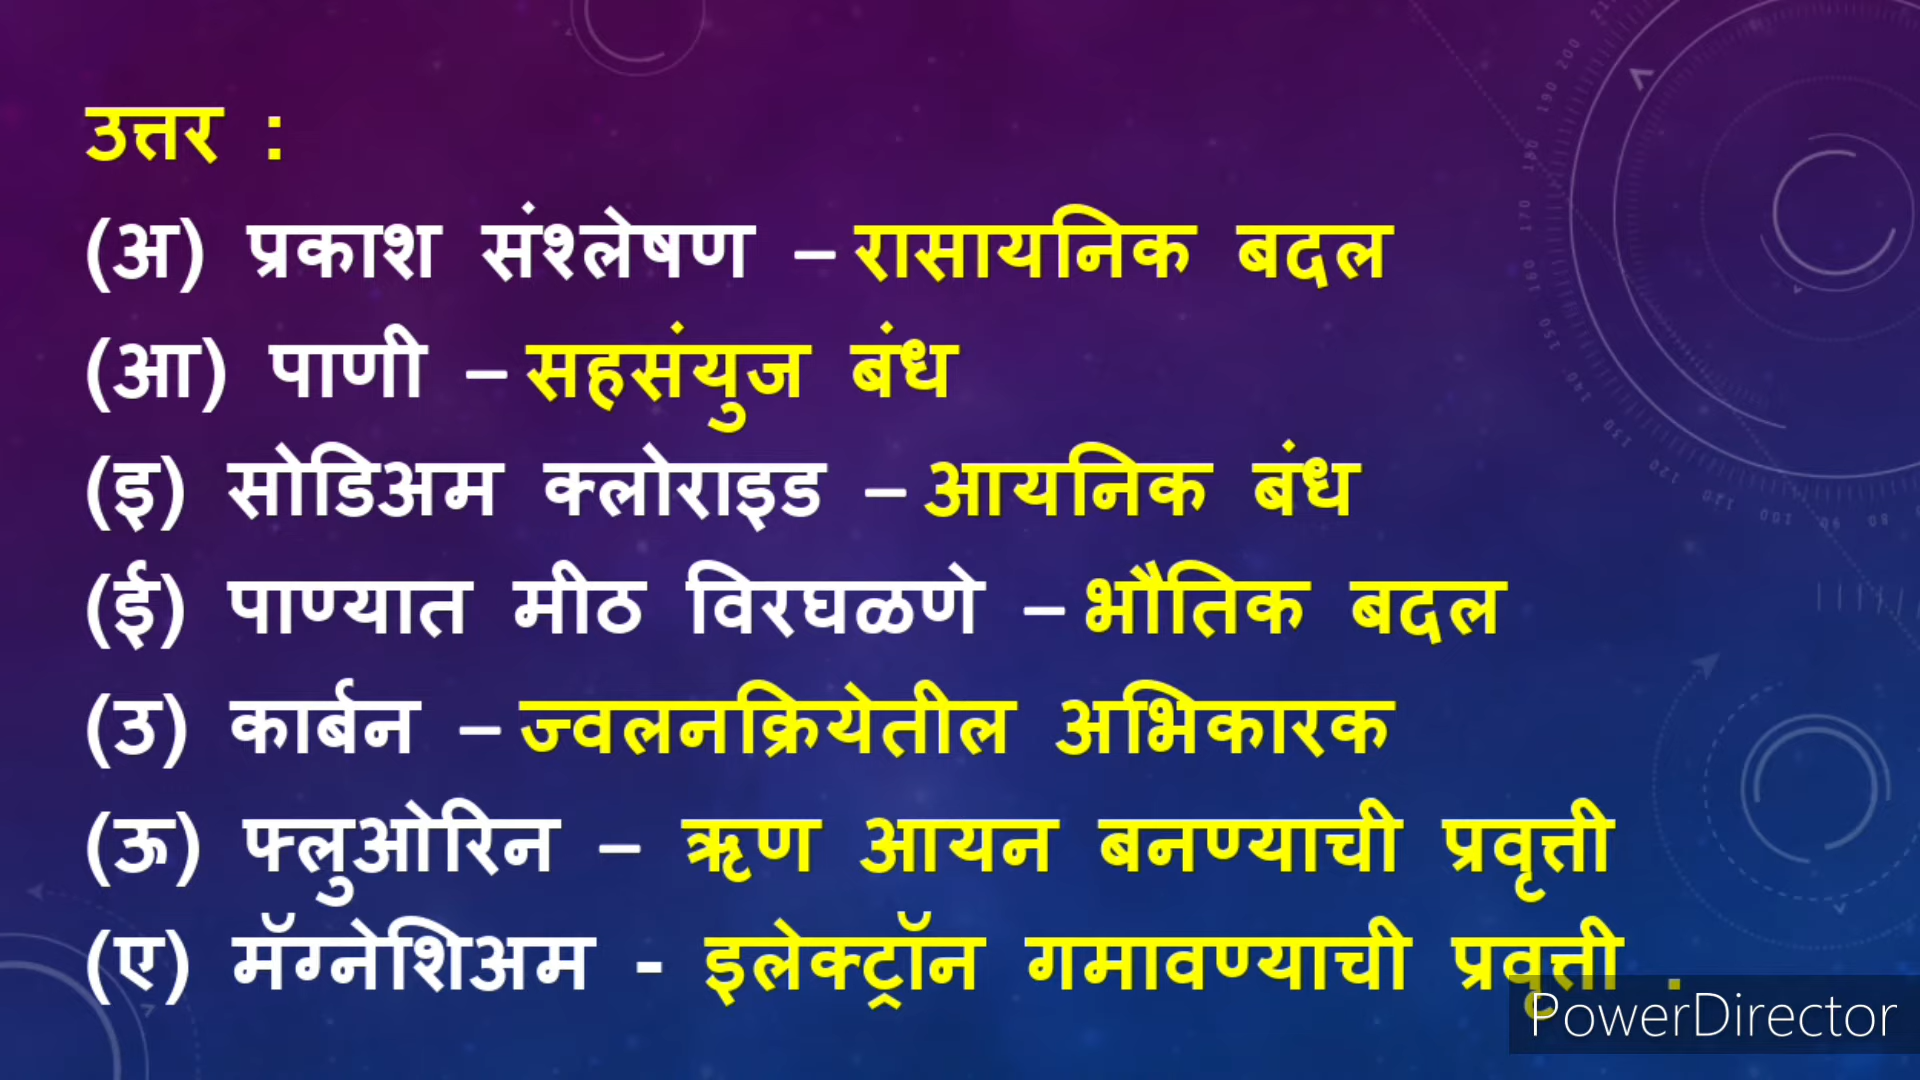 उत्तर :
(अ) प्रकाश संश्लेषण – रासायनिक बदल
(आ) पाणी – सहसंयुज बंध
(इ) सोडिअम क्लोराइड – आयनिक बंध
(ई) पाण्यात मीठ विरघळणे – भौतिक बदल
(उ) कार्बन – ज्वलनक्रियेतील अभिकारक
(ऊ) फ्लुओरिन – ऋण आयन बनण्याची प्रवृत्ती
(ए) मॅग्नेशिअम - इलेक्ट्रॉन गमावण्याची प्रवृत्ती .
PowerDirector